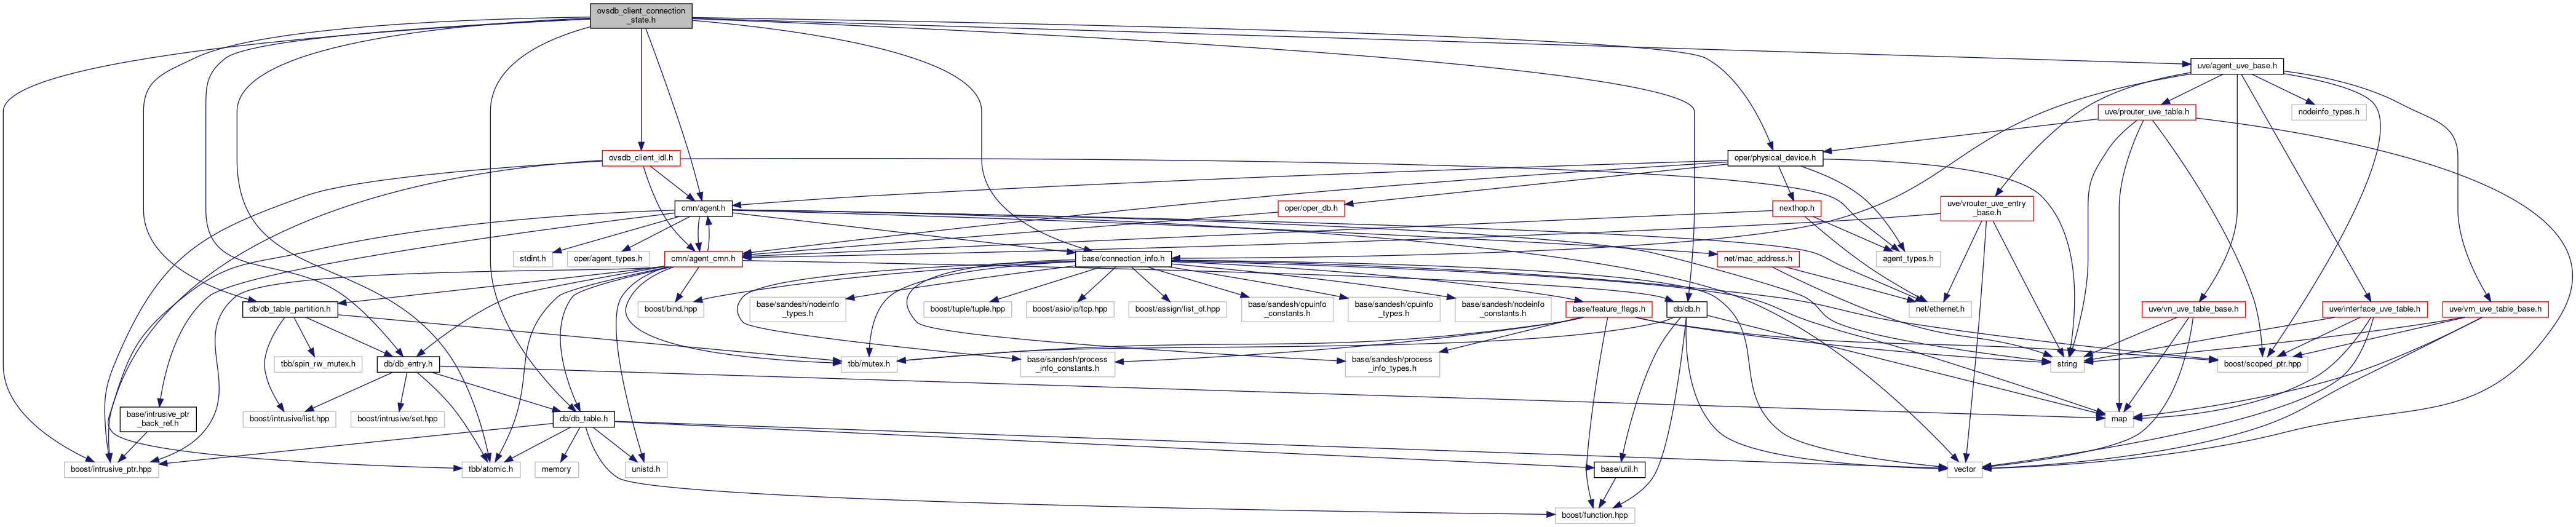 ovsdb_client_connection
_state.h
uve/agent_uve_base.h
uve/prouter_uve_table.h
nodeinfo_types.h
ovsdb_client_idl.h
oper/physical_device.h
cmn/agent.h
oper/oper_db.h
nexthop.h
uve/vrouter_uve_entry
_base.h
stdint.h
oper/agent_types.h
cmn/agent_cmn.h
base/connection_info.h
net/mac_address.h
agent_types.h
db/db_table_partition.h
boost/bind.hpp
base/sandesh/nodeinfo
_types.h
boost/tuple/tuple.hpp
boost/asio/ip/tcp.hpp
boost/assign/list_of.hpp
base/sandesh/cpuinfo
_constants.h
base/sandesh/cpuinfo
_types.h
base/sandesh/nodeinfo
_constants.h
base/feature_flags.h
db/db.h
net/ethernet.h
uve/vn_uve_table_base.h
uve/interface_uve_table.h
uve/vm_uve_table_base.h
tbb/spin_rw_mutex.h
db/db_entry.h
tbb/mutex.h
base/sandesh/process
_info_constants.h
base/sandesh/process
_info_types.h
string
boost/scoped_ptr.hpp
base/intrusive_ptr
_back_ref.h
boost/intrusive/list.hpp
boost/intrusive/set.hpp
db/db_table.h
map
boost/intrusive_ptr.hpp
tbb/atomic.h
memory
unistd.h
base/util.h
vector
boost/function.hpp